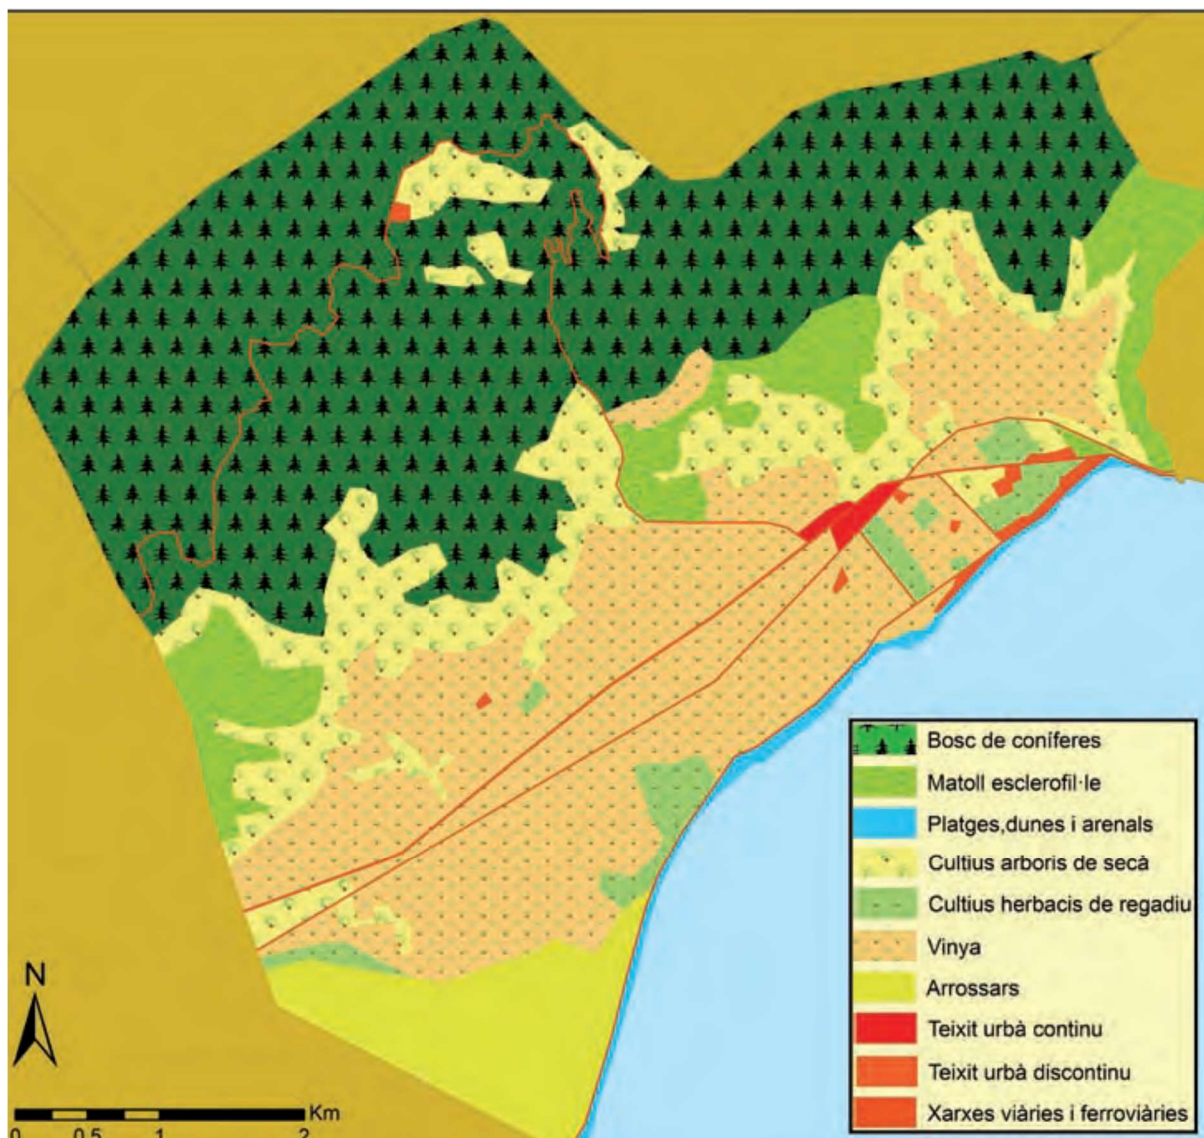 Bosc de coníferes
Matoll esclerofil·le
Platges,dunes i arenals
Cultius arboris de secà
Cultius herbacis de regadiu
Vinya
Arrossars
Teixit urbà continu
Teixit urbà discontinu
Xarxes viàries i ferroviàries
N
Km
0 0,5 1 2